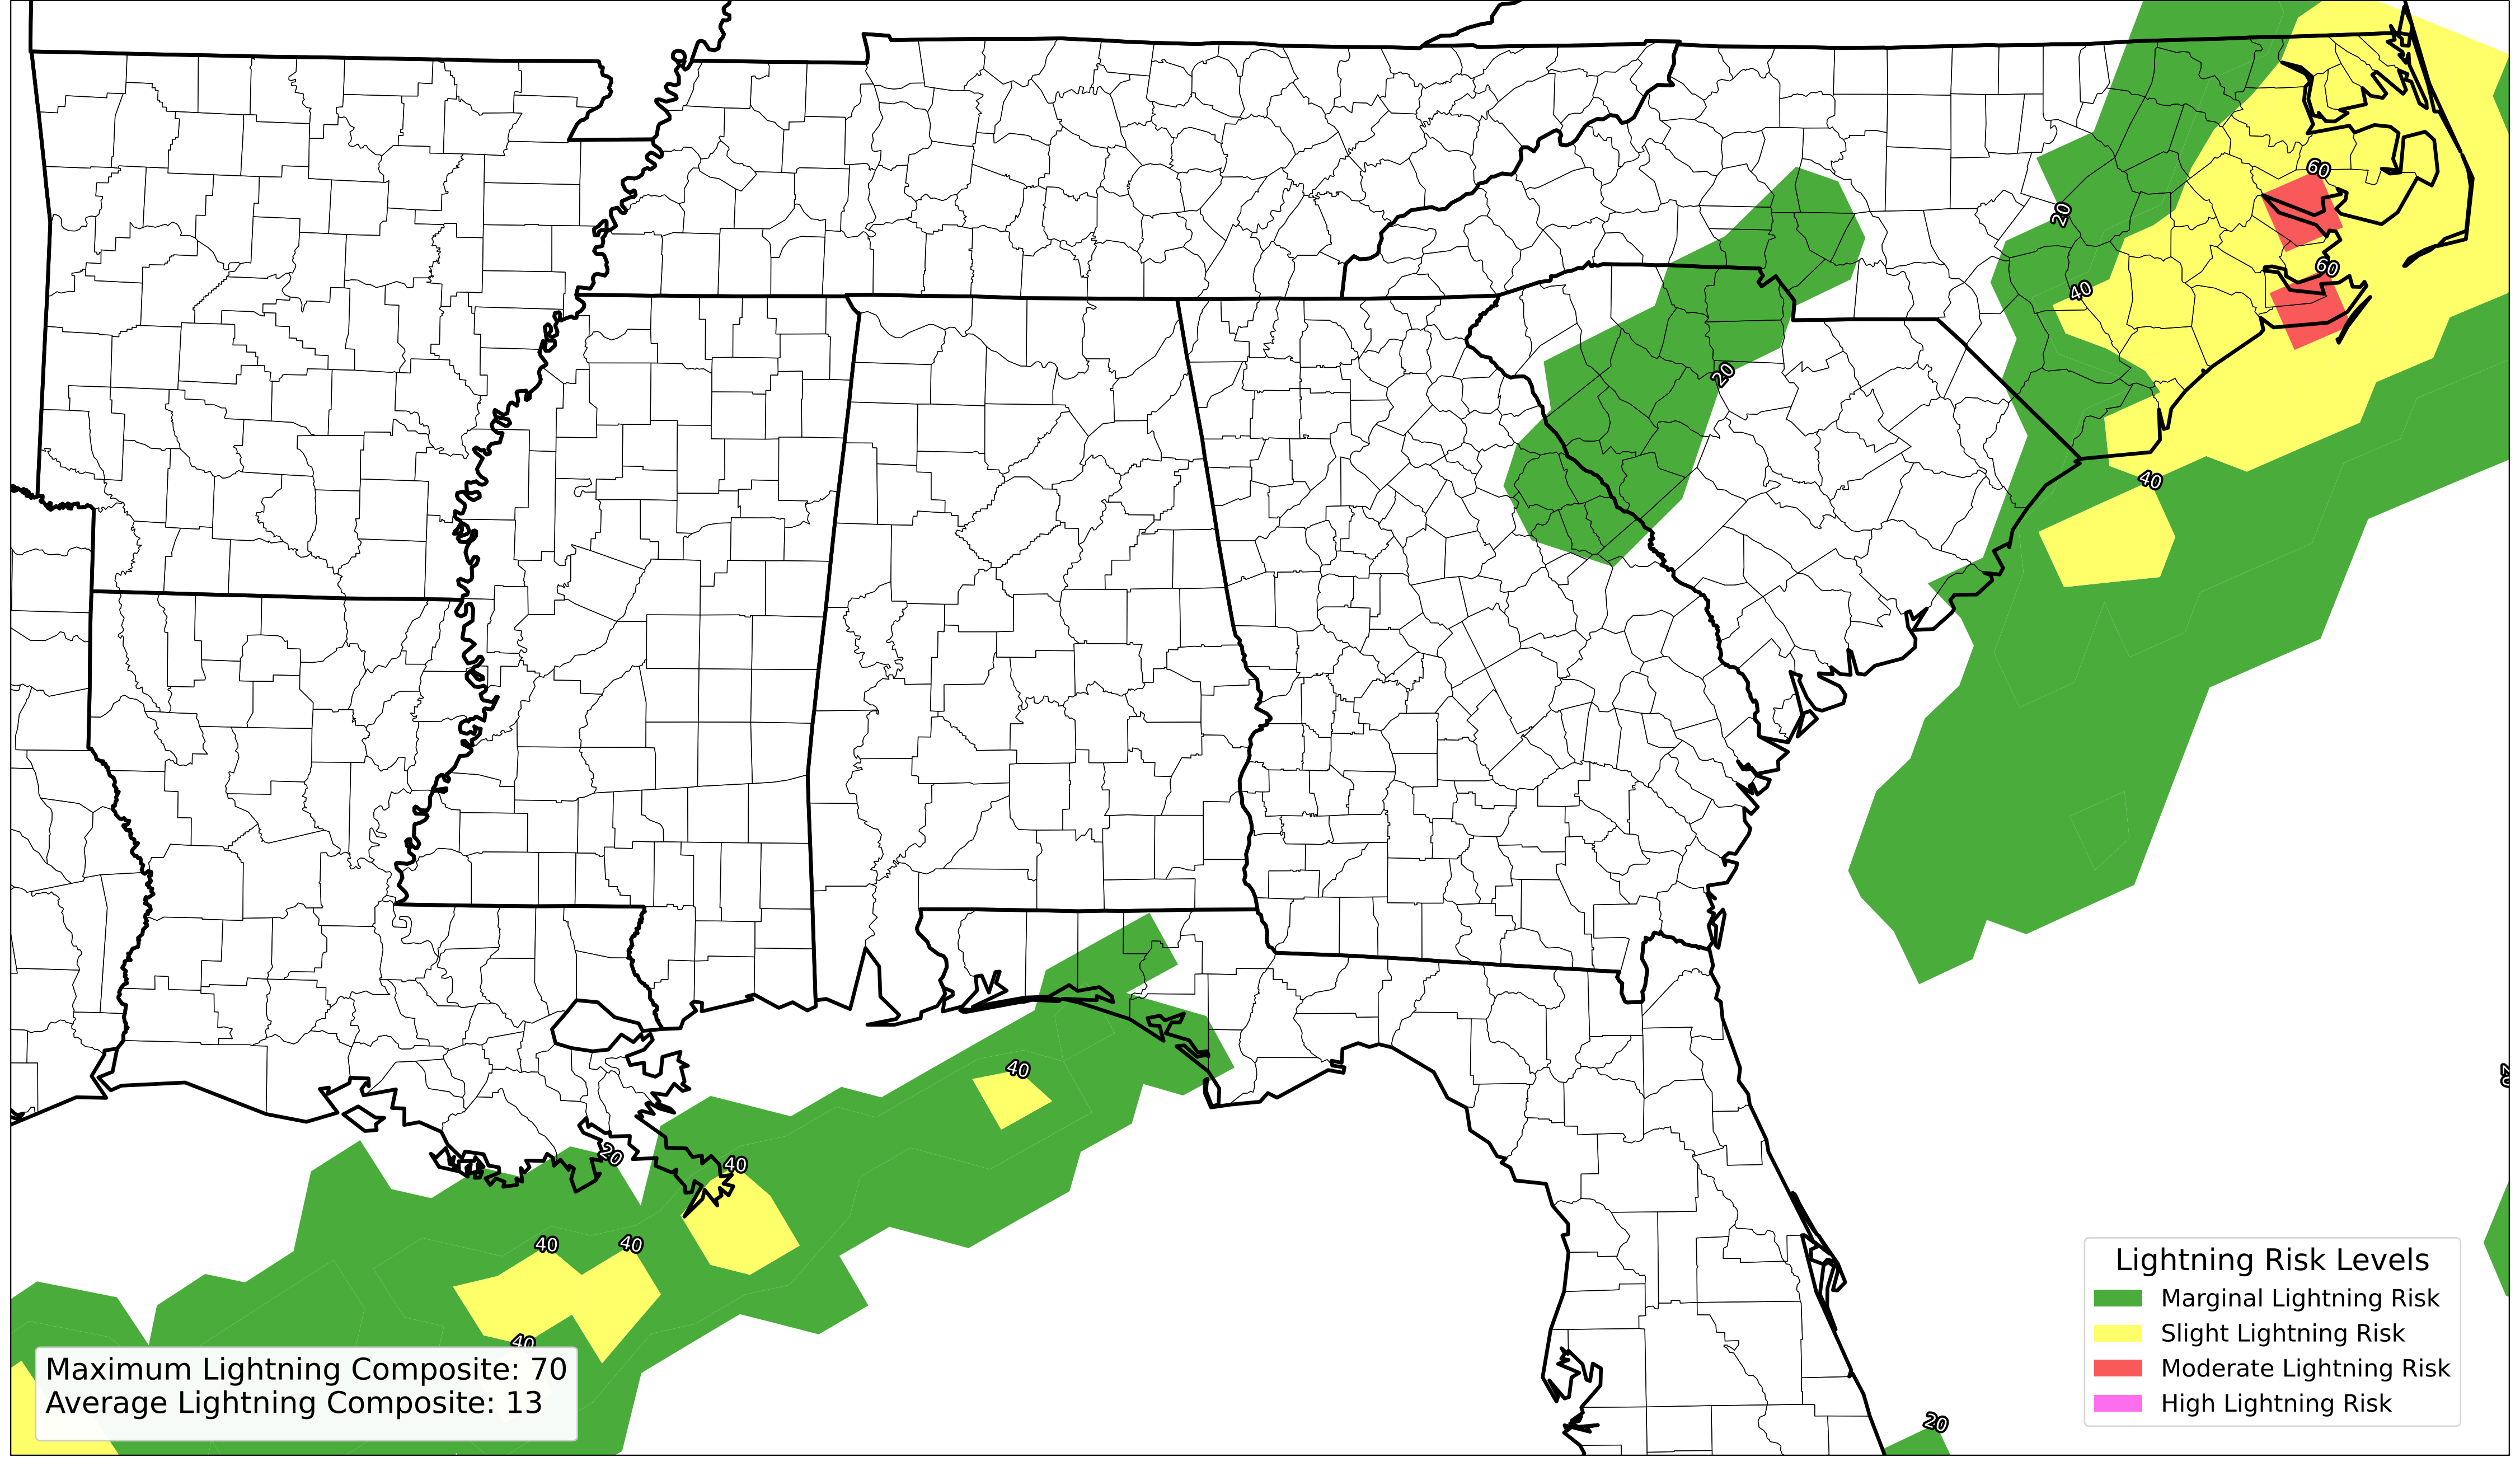 60
20
60
40
20
40
40
20
40
40
40
40
20
20
Maximum Lightning Composite: 70
Average Lightning Composite: 13
Lightning Risk Levels
Marginal Lightning Risk
Slight Lightning Risk
Moderate Lightning Risk
High Lightning Risk